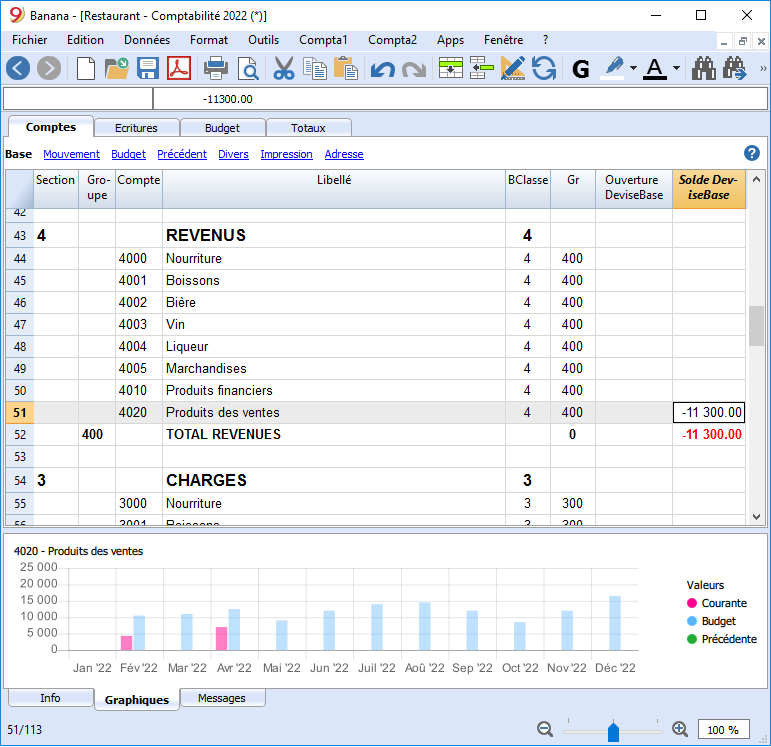 Banana - [Restaurant - Comptabilité 2022 (*)]
Fichier Edition Données Format Outils Compta1 Compta2 Apps Fenêtre ?
G A »
-11300.00
Comptes Ecritures Budget Totaux
Base Mouvement Budget Précédent Divers Impression Adresse ?
Section Gro-upe Compte Libellé BClasse Gr Ouverture DeviseBase Solde Dev-iseBase
42
43 4 REVENUS 4
44 4000 Nourriture 4 400
45 4001 Boissons 4 400
46 4002 Bière 4 400
47 4003 Vin 4 400
48 4004 Liqueur 4 400
49 4005 Marchandises 4 400
50 4010 Produits financiers 4 400
51 4020 Produits des ventes 4 400 -11 300.00
52 400 TOTAL REVENUES 0 -11 300.00
53
54 3 CHARGES 3
55 3000 Nourriture 3 300
56 3001 Boissons 3 300
4020 - Produits des ventes
25 000
20 000
15 000
10 000
5 000
0
Jan '22 Fév '22 Mar '22 Avr '22 Mai '22 Jun '22 Juil '22 Aoû '22 Sep '22 Oct '22 Nov '22 Déc '22
Valeurs
Courante
Budget
Précédente
Info Graphiques Messages
51/113 100 %